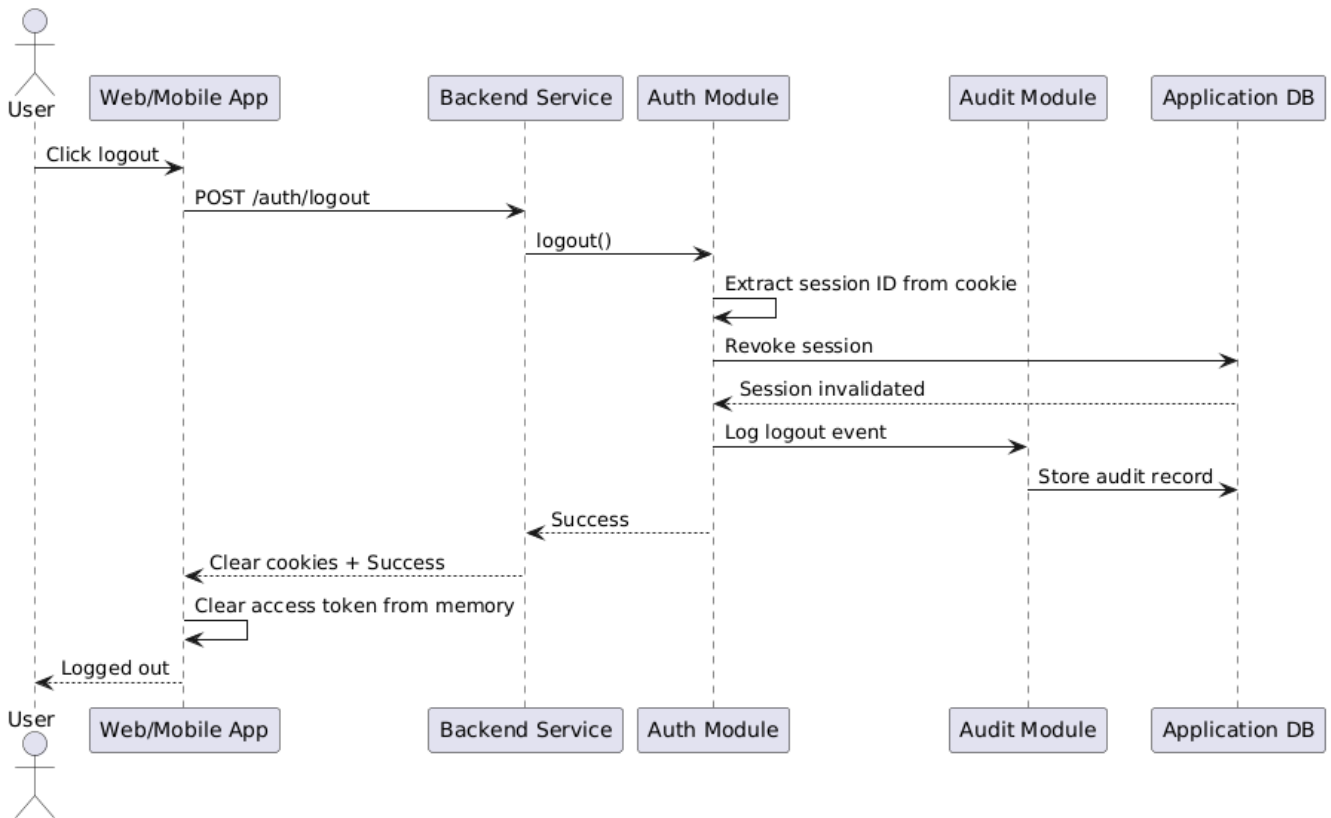 User
Web/Mobile App
Backend Service
Auth Module
Audit Module
Application DB
Click logout
POST /auth/logout
logout()
Extract session ID from cookie
Revoke session
Session invalidated
Log logout event
Store audit record
Success
Clear cookies + Success
Clear access token from memory
Logged out
User
Web/Mobile App
Backend Service
Auth Module
Audit Module
Application DB